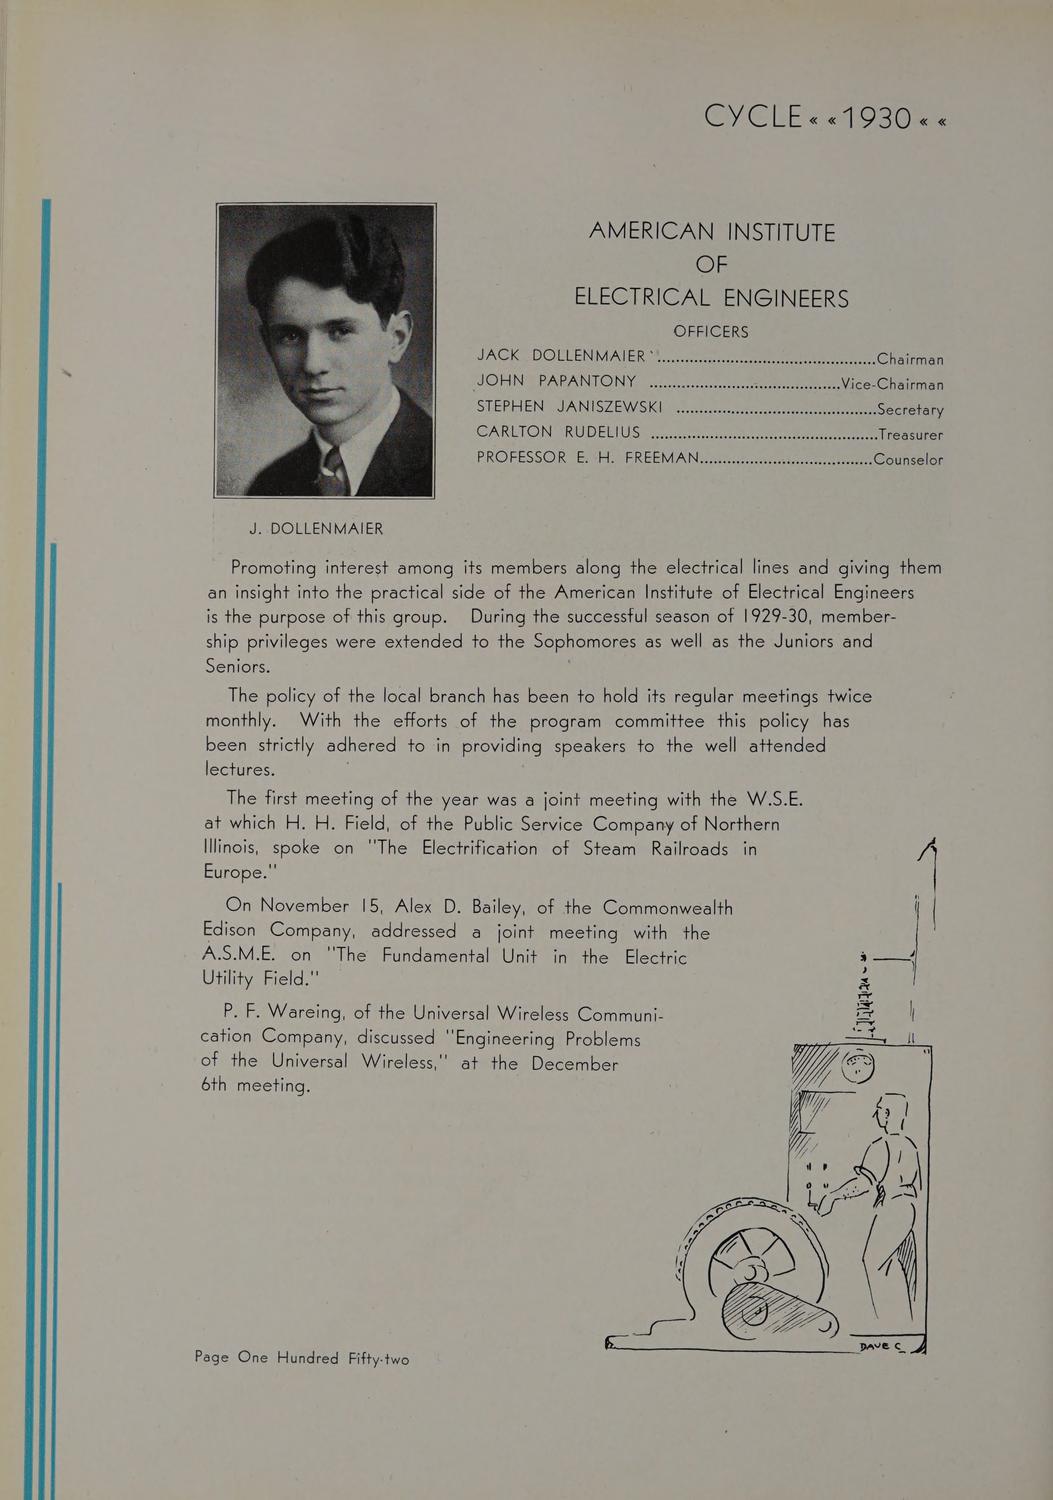 CYCLE « « 1930 « «
AMERICAN INSTITUTE
OF
ELECTRICAL ENGINEERS
OFFICERS
JACK DOLLENMAIER ................................................ Chairman
JOHN PAPANTONY .......................................... Vice-Chairman
STEPHEN JANISZEWSKI ............................................ Secretary
CARLTON RUDELIUS .................................................. Treasurer
PROFESSOR E. H. FREEMAN...................................... Counselor
J. DOLLENMAIER
Promoting interest among its members along the electrical lines and giving them
an insight into the practical side of the American Institute of Electrical Engineers
is the purpose of this group. During the successful season of 1929-30, member-
ship privileges were extended to the Sophomores as well as the Juniors and
Seniors.
The policy of the local branch has been to hold its regular meetings twice
monthly. With the efforts of the program committee this policy has
been strictly adhered to in providing speakers to the well attended
lectures.
The first meeting of the year was a joint meeting with the W.S.E.
at which H. H. Field, of the Public Service Company of Northern
Illinois, spoke on "The Electrification of Steam Railroads in
Europe."
On November 15, Alex D. Bailey, of the Commonwealth
Edison Company, addressed a joint meeting with the
A.S.M.E. on "The Fundamental Unit in the Electric
Utility Field."
P. F. Wareing, of the Universal Wireless Communi-
cation Company, discussed "Engineering Problems
of the Universal Wireless," at the December
6th meeting.
DAVE C
Page One Hundred Fifty-two